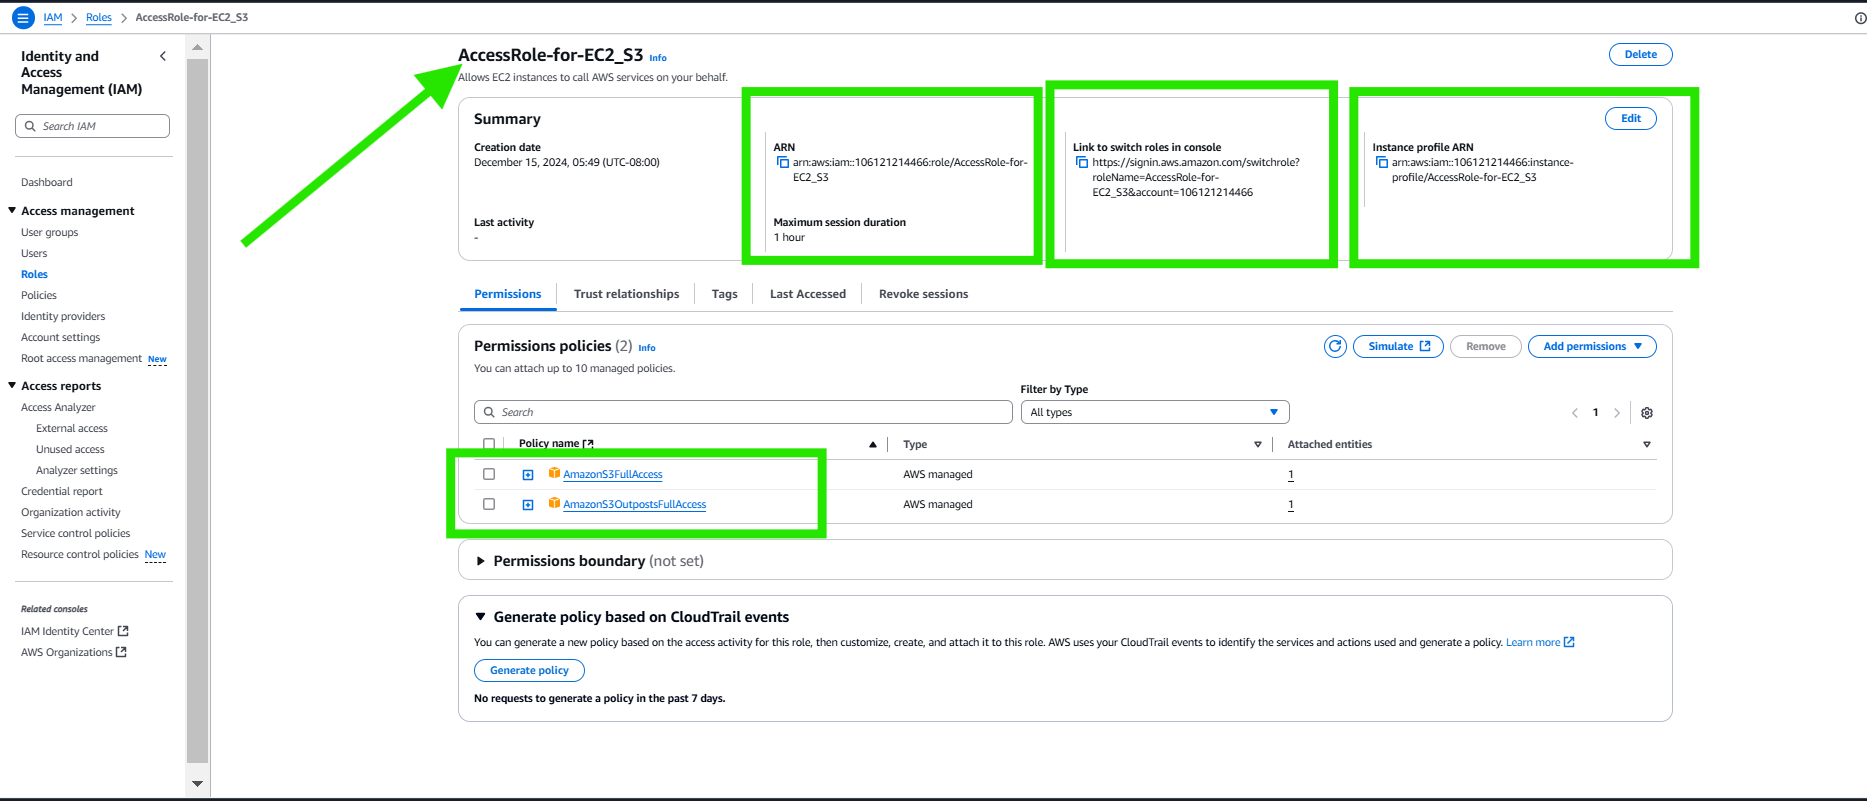 IAM > Roles > AccessRole-for-EC2_S3
Identity and
Access
Management (IAM)
Search IAM
Dashboard
Access management
User groups
Users
Roles
Policies
Identity providers
Account settings
Root access management New
Access reports
Access Analyzer
External access
Unused access
Analyzer settings
Credential report
Organization activity
Service control policies
Resource control policies New
Related consoles
IAM Identity Center
AWS Organizations
AccessRole-for-EC2_S3 Info
Delete
Allows EC2 instances to call AWS services on your behalf.
Summary
Edit
Creation date
December 15, 2024, 05:49 (UTC-08:00)
Last activity
-
ARN
arn:aws:iam::106121214466:role/AccessRole-for-
EC2_S3
Maximum session duration
1 hour
Link to switch roles in console
https://signin.aws.amazon.com/switchrole?
roleName=AccessRole-for-
EC2_S3&account=106121214466
Instance profile ARN
arn:aws:iam::106121214466:instance-
profile/AccessRole-for-EC2_S3
Permissions Trust relationships Tags Last Accessed Revoke sessions
Permissions policies (2) Info
Simulate Remove Add permissions
You can attach up to 10 managed policies.
Filter by Type
Search All types < 1 >
Policy name Type Attached entities
AmazonS3FullAccess AWS managed 1
AmazonS3OutpostsFullAccess AWS managed 1
Permissions boundary (not set)
Generate policy based on CloudTrail events
You can generate a new policy based on the access activity for this role, then customize, create, and attach it to this role. AWS uses your CloudTrail events to identify the services and actions used and generate a policy. Learn more
Generate policy
No requests to generate a policy in the past 7 days.